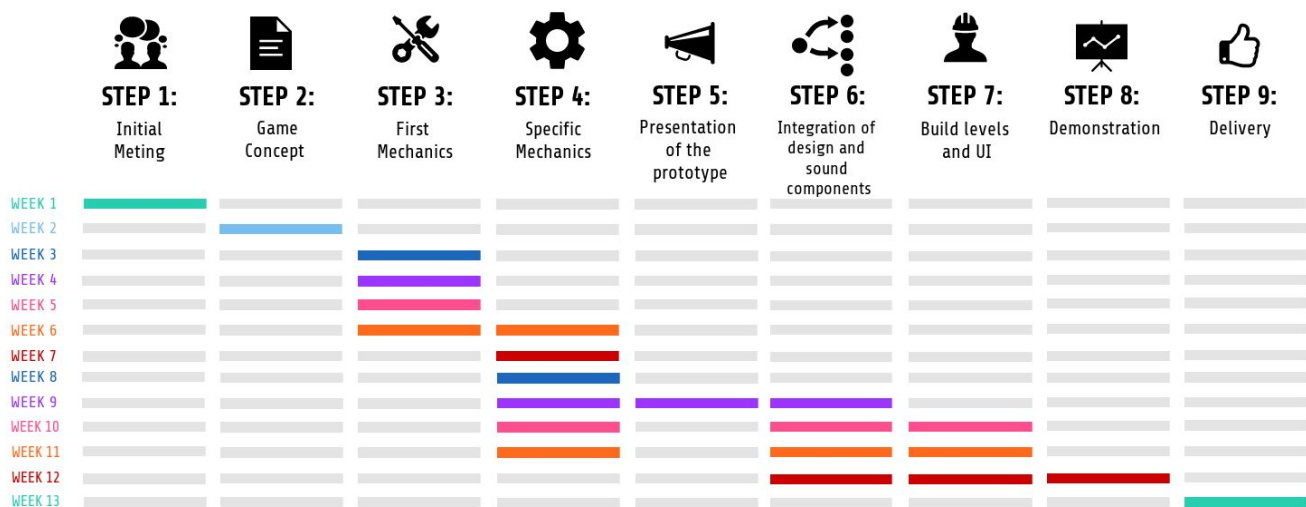 STEP 1:
Initial
Meting
STEP 2:
Game
Concept
STEP 3:
First
Mechanics
STEP 4:
Specific
Mechanics
STEP 5:
Presentation
of the
prototype
STEP 6:
Integration of
design and
sound
components
STEP 7:
Build levels
and UI
STEP 8:
Demonstration
STEP 9:
Delivery
WEEK 1
WEEK 2
WEEK 3
WEEK 4
WEEK 5
WEEK 6
WEEK 7
WEEK 8
WEEK 9
WEEK 10
WEEK 11
WEEK 12
WEEK 13